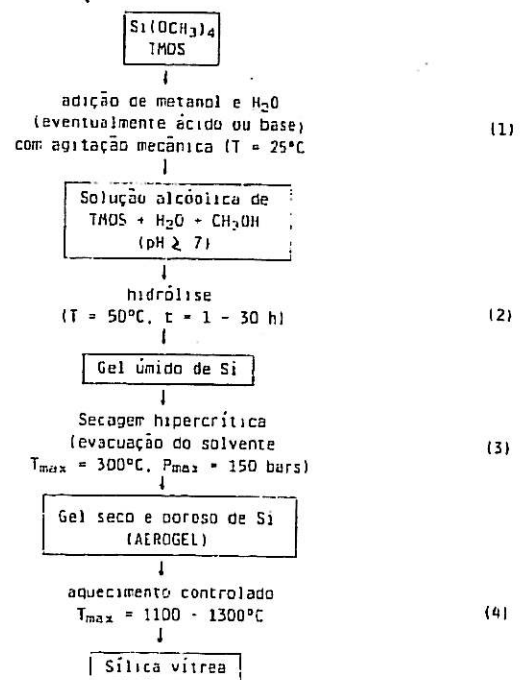 Si(OCH3)4
TMOS
adição de metanol e H2O
(eventualmente ácido ou base)
com agitação mecânica (T = 25°C
(1)
Solução alcóolica de
TMOS + H2O + CH3OH
(pH ≥ 7)
hidrólise
(T = 50°C, t = 1 - 30 h)
(2)
Gel úmido de Si
Secagem hipercrítica
(evacuação do solvente
Tmax = 300°C, Pmax = 150 bars)
(3)
Gel seco e poroso de Si
(AEROGEL)
aquecimento controlado
Tmax = 1100 - 1300°C
(4)
Sílica vítrea